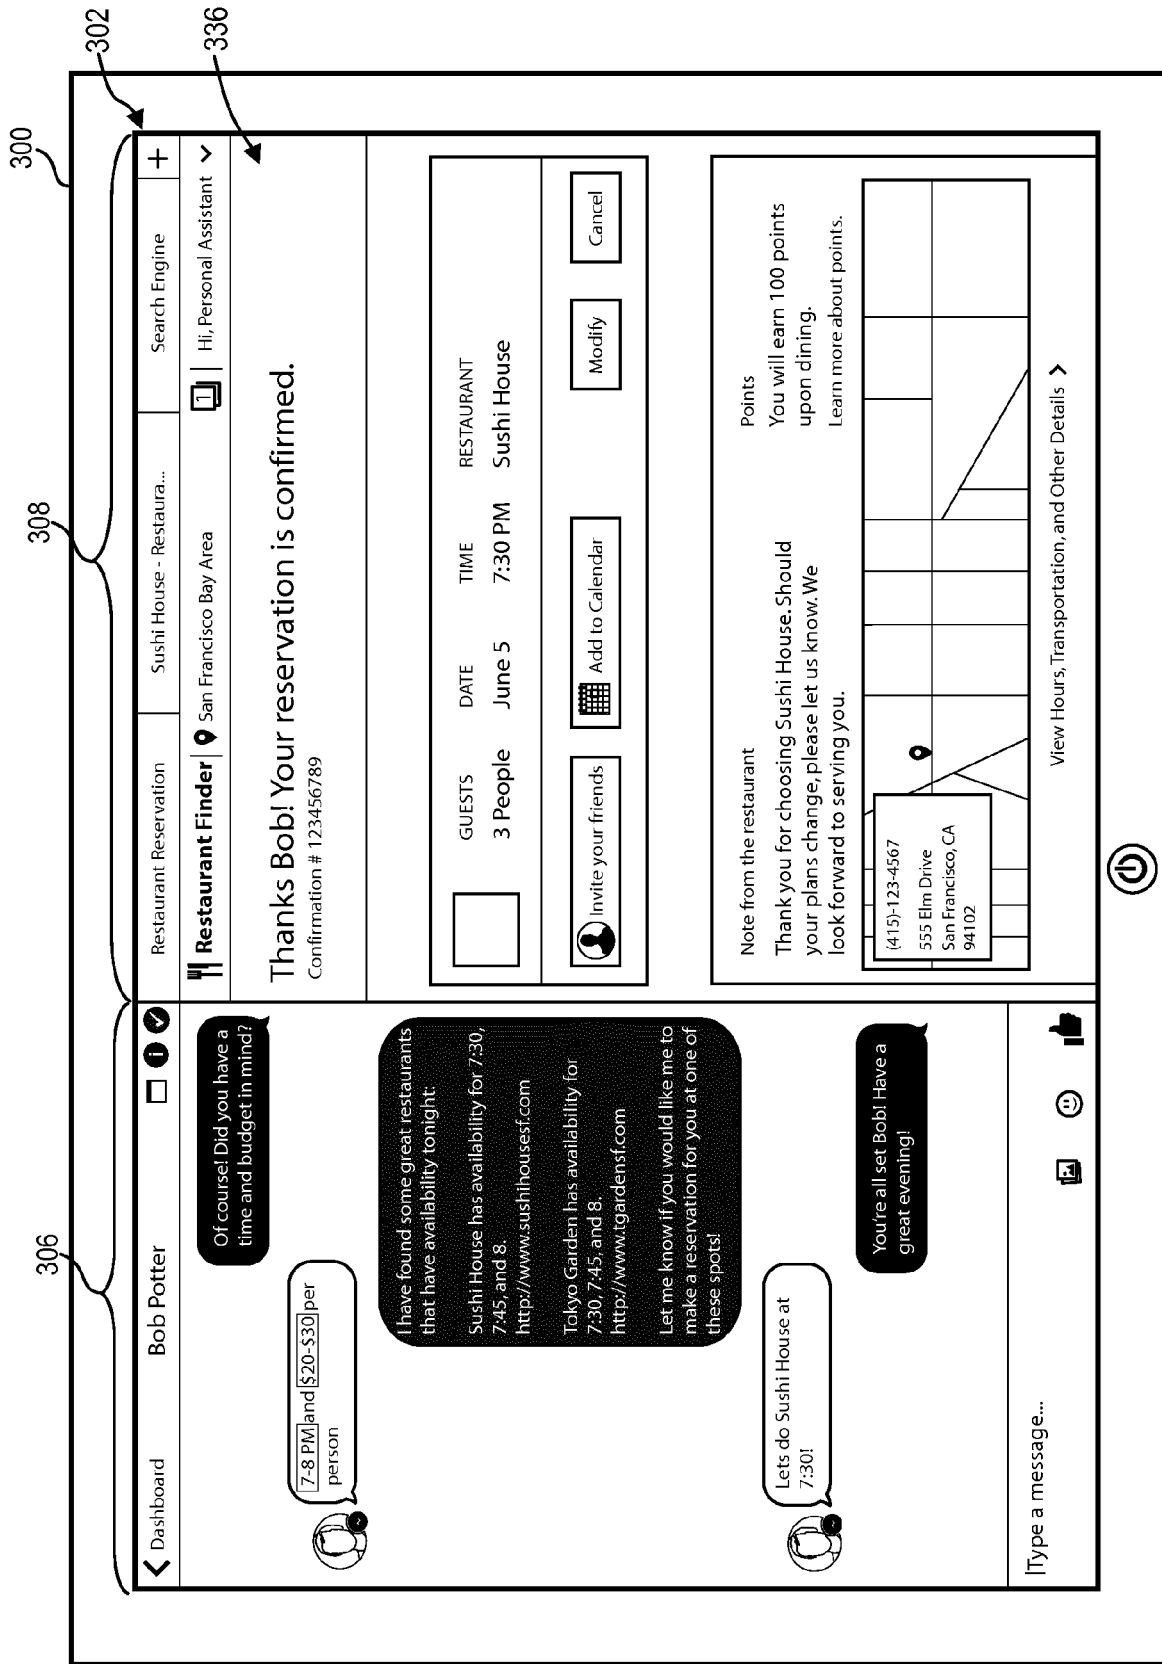 300
302
306
308
336
Dashboard
Bob Potter
i
Of course! Did you have a
time and budget in mind?
7-8 PM and $20-$30 per
person
I have found some great restaurants
that have availability tonight:
Sushi House has availability for 7:30,
7:45, and 8.
http://www.sushihousesf.com
Tokyo Garden has availability for
7:30, 7:45, and 8.
http://www.tgardensf.com
Let me know if you would like me to
make a reservation for you at one of
these spots!
Lets do Sushi House at
7:30!
You're all set Bob! Have a
great evening!
Type a message...
Restaurant Reservation
Sushi House - Restaura...
Search Engine
+
Restaurant Finder
San Francisco Bay Area
1
Hi, Personal Assistant
Thanks Bob! Your reservation is confirmed.
Confirmation # 123456789
GUESTS DATE TIME RESTAURANT
3 People June 5 7:30 PM Sushi House
Invite your friends
Add to Calendar
Modify
Cancel
Note from the restaurant
Thank you for choosing Sushi House. Should
your plans change, please let us know. We
look forward to serving you.
Points
You will earn 100 points
upon dining.
Learn more about points.
(415)-123-4567
555 Elm Drive
San Francisco, CA
94102
View Hours, Transportation, and Other Details